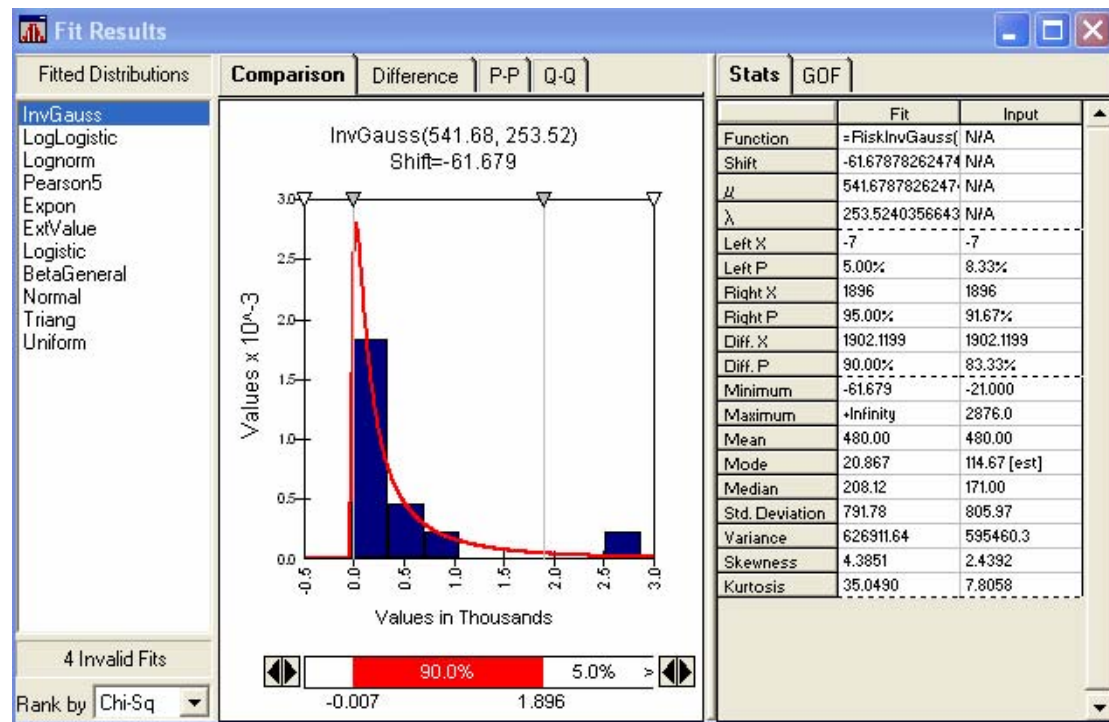 Fit Results
Fitted Distributions
InvGauss
LogLogistic
Lognorm
Pearson5
Expon
ExtValue
Logistic
BetaGeneral
Normal
Triang
Uniform
4 Invalid Fits
Rank by Chi-Sq
Comparison Difference P-P Q-Q
InvGauss(541.68, 253.52)
Shift=-61.679
Values x 10^-3
3.0
2.5
2.0
1.5
1.0
0.5
0.0
-0.5 0.0 0.5 1.0 1.5 2.0 2.5 3.0
Values in Thousands
90.0% 5.0% >
-0.007 1.896
Stats GOF
Fit Input
Function =RiskInvGauss( N/A
Shift -61.67878262474 N/A
μ 541.6787826247 N/A
λ 253.5240356643 N/A
Left X -7 -7
Left P 5.00% 8.33%
Right X 1896 1896
Right P 95.00% 91.67%
Diff. X 1902.1199 1902.1199
Diff. P 90.00% 83.33%
Minimum -61.679 -21.000
Maximum +Infinity 2876.0
Mean 480.00 480.00
Mode 20.867 114.67 [est]
Median 208.12 171.00
Std. Deviation 791.78 805.97
Variance 626911.64 595460.3
Skewness 4.3851 2.4392
Kurtosis 35.0490 7.8058